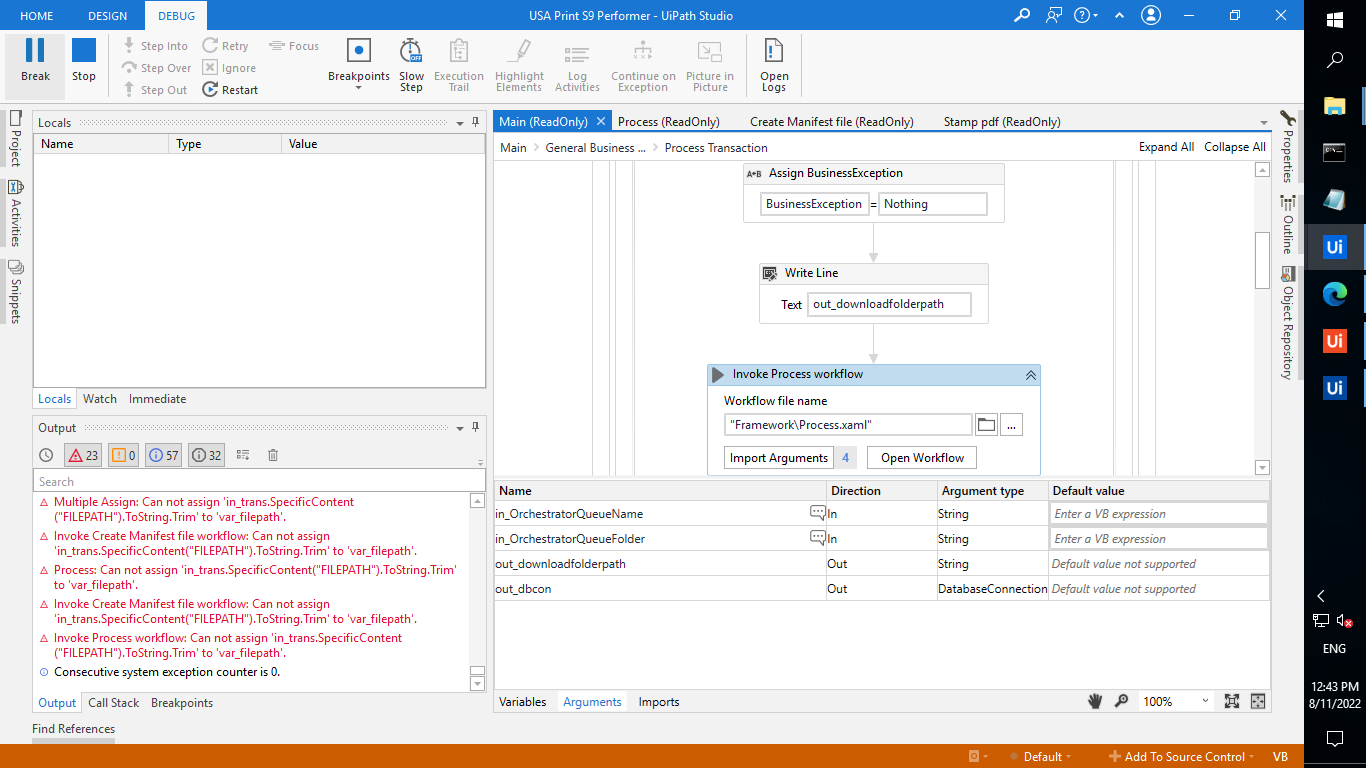 HOME
DESIGN
DEBUG
USA Print S9 Performer - UiPath Studio
Break
Stop
Step Into
Step Over
Step Out
Retry
Ignore
Restart
Focus
Breakpoints
Slow
Step
OFF
Execution
Trail
Highlight
Elements
Log
Activities
Continue on
Exception
Picture in
Picture
Open
Logs
Project
Activities
Snippets
Locals
Name
Type
Value
Locals
Watch
Immediate
Output
23
0
57
32
Search
Multiple Assign: Can not assign 'in_trans.SpecificContent
("FILEPATH").ToString.Trim' to 'var_filepath'.
Invoke Create Manifest file workflow: Can not assign
'in_trans.SpecificContent("FILEPATH").ToString.Trim' to 'var_filepath'.
Process: Can not assign 'in_trans.SpecificContent("FILEPATH").ToString.Trim'
to 'var_filepath'.
Invoke Create Manifest file workflow: Can not assign
'in_trans.SpecificContent("FILEPATH").ToString.Trim' to 'var_filepath'.
Invoke Process workflow: Can not assign 'in_trans.SpecificContent
("FILEPATH").ToString.Trim' to 'var_filepath'.
Consecutive system exception counter is 0.
Output
Call Stack
Breakpoints
Find References
Main (ReadOnly)
Process (ReadOnly)
Create Manifest file (ReadOnly)
Stamp pdf (ReadOnly)
Main > General Business ... > Process Transaction
Expand All
Collapse All
A+B Assign BusinessException
BusinessException = Nothing
Write Line
Text out_downloadfolderpath
Invoke Process workflow
Workflow file name
"Framework\Process.xaml"
...
Import Arguments 4
Open Workflow
Name Direction Argument type Default value
in_OrchestratorQueueName In String Enter a VB expression
in_OrchestratorQueueFolder In String Enter a VB expression
out_downloadfolderpath Out String Default value not supported
out_dbcon Out DatabaseConnection Default value not supported
Variables
Arguments
Imports
100%
Properties
Outline
Object Repository
Default
Add To Source Control
VB
Ui
Ui
Ui
ENG
12:43 PM
8/11/2022